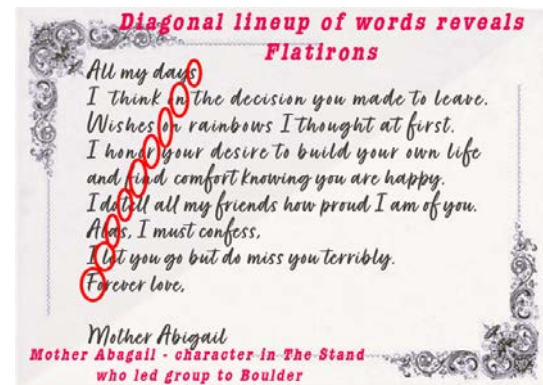 Diagonal lineup of words reveals
Flatirons
All my days
I think on the decision you made to leave.
Wishes on rainbows I thought at first.
I honor your desire to build your own life
and find comfort knowing you are happy.
I do tell all my friends how proud I am of you.
Alas, I must confess,
I let you go but do miss you terribly.
Forever love,
Mother Abigail
Mother Abagail - character in The Stand
who led group to Boulder